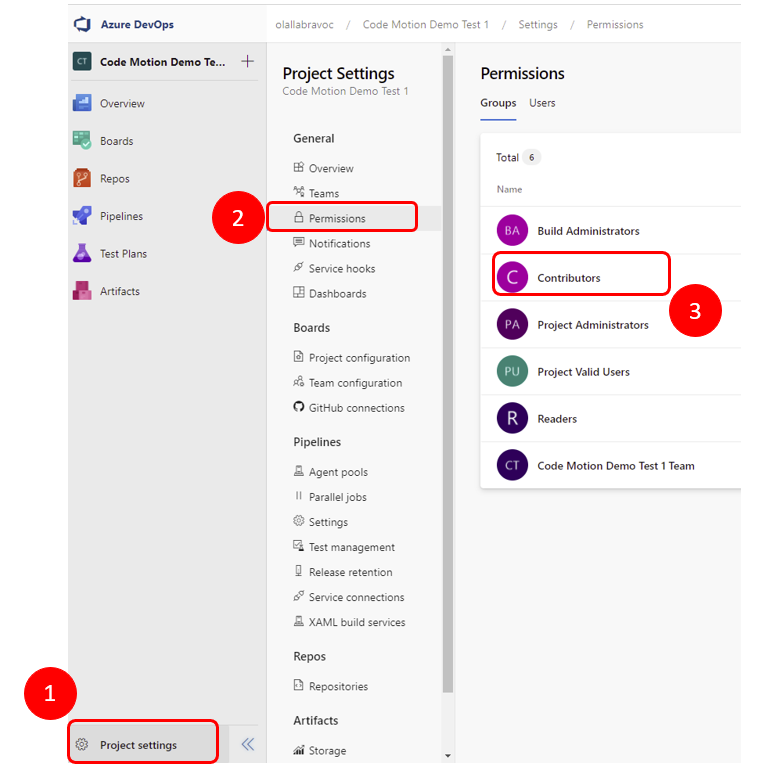 Azure DevOps
olallabravoc / Code Motion Demo Test 1 / Settings / Permissions
CT Code Motion Demo Te... +
Overview
Boards
Repos
Pipelines
Test Plans
Artifacts
1
Project settings
Project Settings
Code Motion Demo Test 1
General
Overview
Teams
2
Permissions
Notifications
Service hooks
Dashboards
Boards
Project configuration
Team configuration
GitHub connections
Pipelines
Agent pools
Parallel jobs
Settings
Test management
Release retention
Service connections
XAML build services
Repos
Repositories
Artifacts
Storage
Permissions
Groups Users
Total 6
Name
BA Build Administrators
C Contributors
3
PA Project Administrators
PU Project Valid Users
R Readers
CT Code Motion Demo Test 1 Team